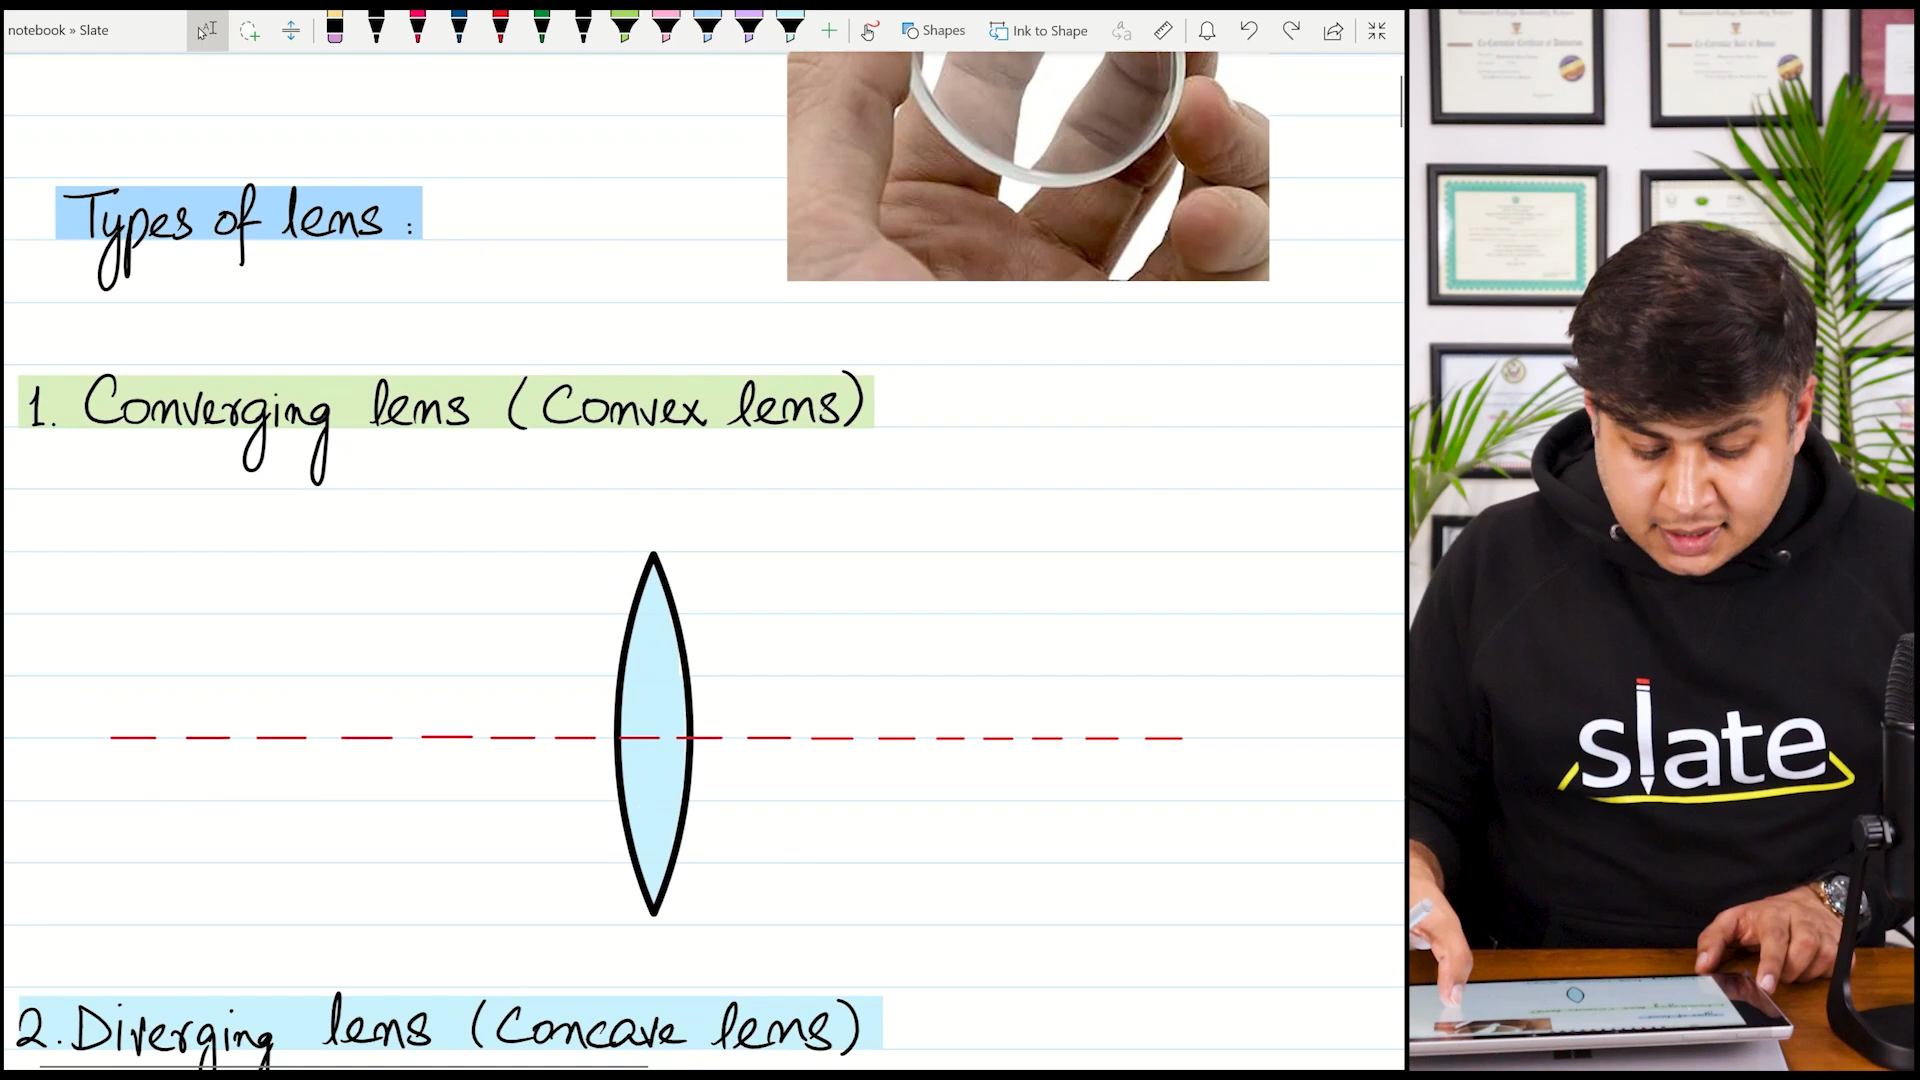 notebook » Slate
Shapes
Ink to Shape
Types of lens :
1. Converging lens (Convex lens)
2. Diverging lens (Concave lens)
slate